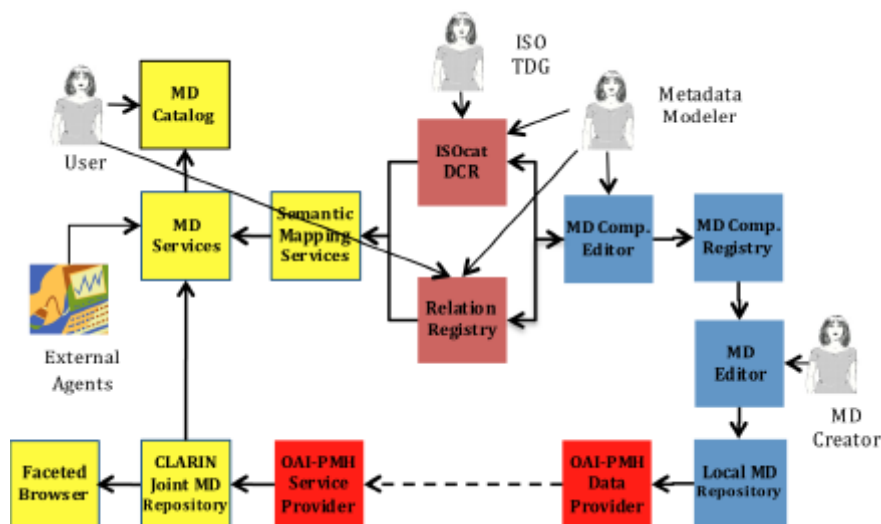 ISO
TDG
MD
Catalog
Metadata
Modeler
User
ISOcat
DCR
MD
Services
Semantic
Mapping
Services
MD Comp.
Editor
MD Comp.
Registry
Relation
Registry
External
Agents
MD
Editor
MD
Creator
Faceted
Browser
CLARIN
Joint MD
Repository
OAI-PMH
Service
Provider
OAI-PMH
Data
Provider
Local MD
Repository